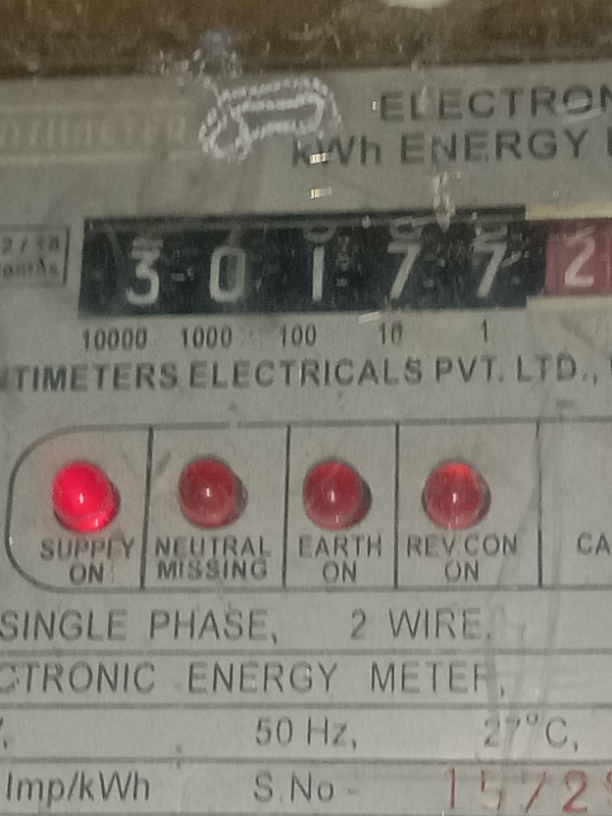 ELECTRON
kWh ENERGY
3 0 1 7 7 2
10000 1000 100 10 1
TIMETERS ELECTRICALS PVT. LTD.,
SUPPLY ON
NEUTRAL MISSING
EARTH ON
REV.CON ON
CA
SINGLE PHASE, 2 WIRE,
CTRONIC ENERGY METER,
50 Hz, 27°C,
Imp/kWh S.No - 1572